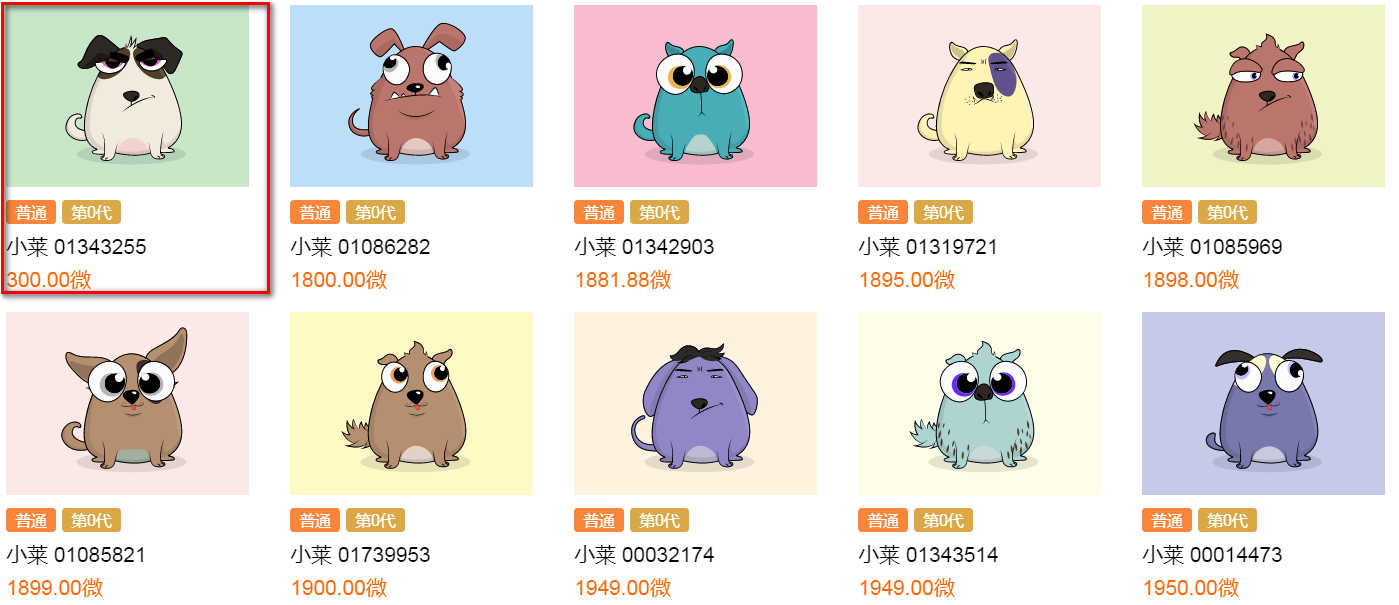 普通 第0代
小莱 01343255
300.00微
普通 第0代
小莱 01086282
1800.00微
普通 第0代
小莱 01342903
1881.88微
普通 第0代
小莱 01319721
1895.00微
普通 第0代
小莱 01085969
1898.00微
普通 第0代
小莱 01085821
1899.00微
普通 第0代
小莱 01739953
1900.00微
普通 第0代
小莱 00032174
1949.00微
普通 第0代
小莱 01343514
1949.00微
普通 第0代
小莱 00014473
1950.00微